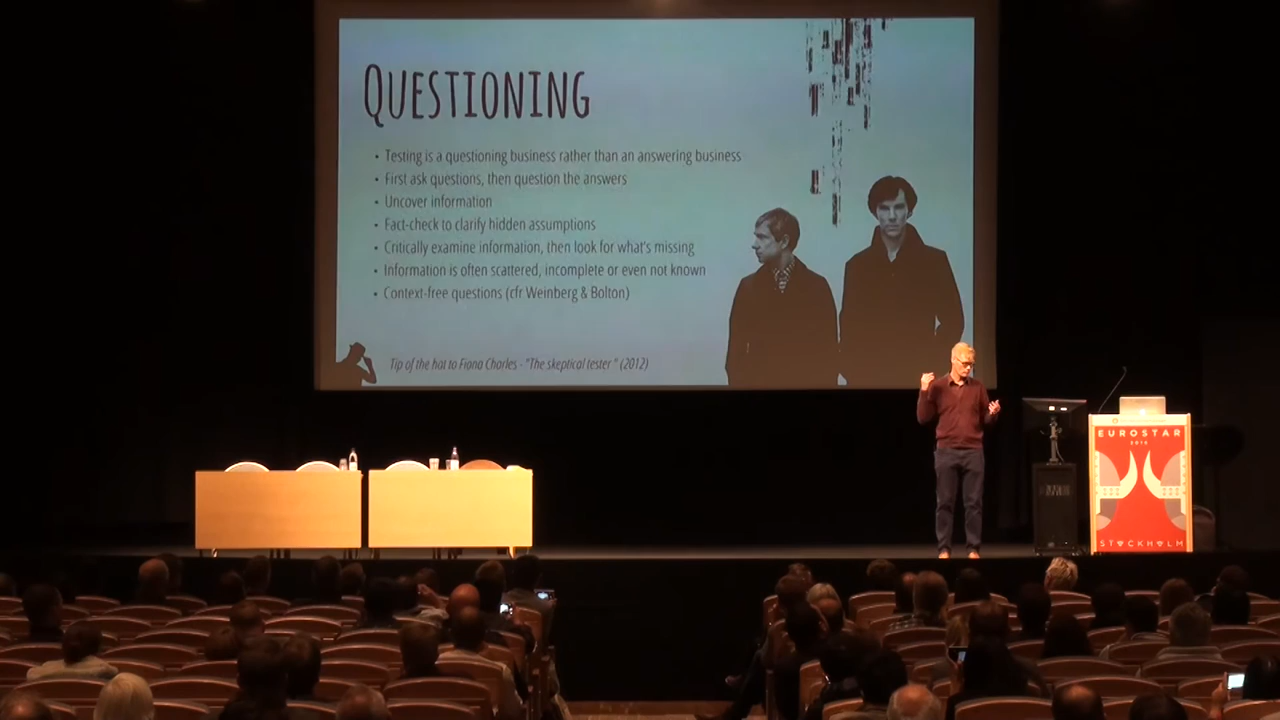 QUESTIONING
• Testing is a questioning business rather than an answering business
• First ask questions, then question the answers
• Uncover information
• Fact-check to clarify hidden assumptions
• Critically examine information, then look for what's missing
• Information is often scattered, incomplete or even not known
• Context-free questions (cfr Weinberg & Bolton)
Tip of the hat to Fiona Charles - "The skeptical tester" (2012)
EUROSTAR
STOCKHOLM